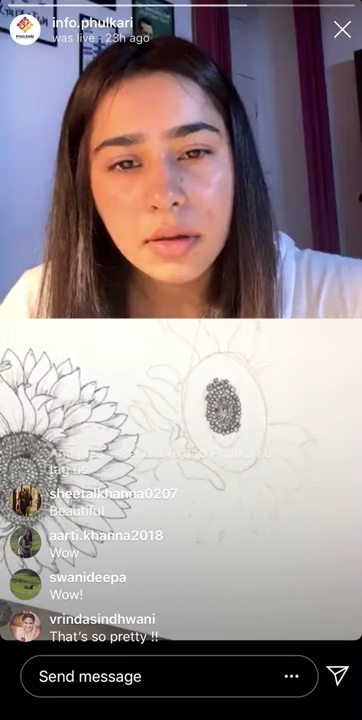 info.phulkari
was live · 23h ago
PHULKARI
tag us
sheetalkhanna0207
Beautiful
aarti.khanna2018
Wow
swanideepa
Wow!
vrindasindhwani
That's so pretty !!
Send message